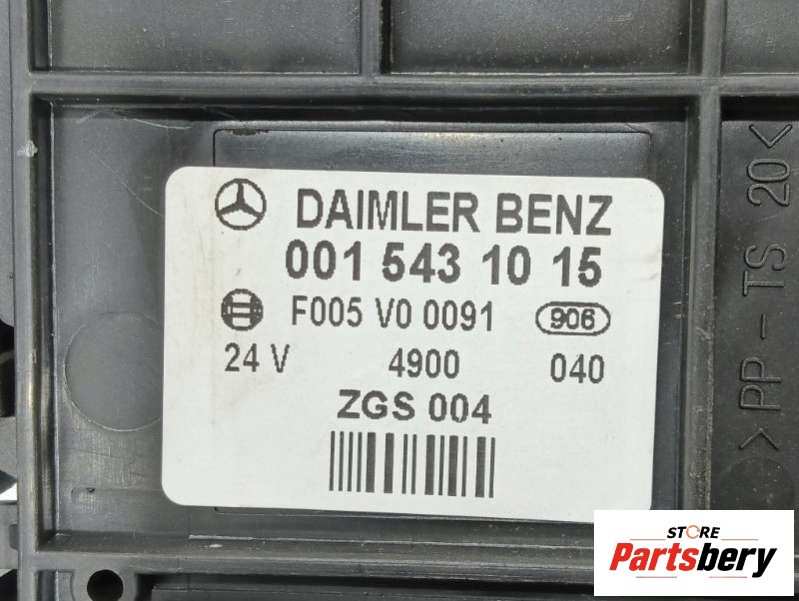 DAIMLER BENZ
001 543 10 15
F005 V0 0091 906
24 V 4900 040
ZGS 004
>PP-TS 20<
STORE
Partsbery